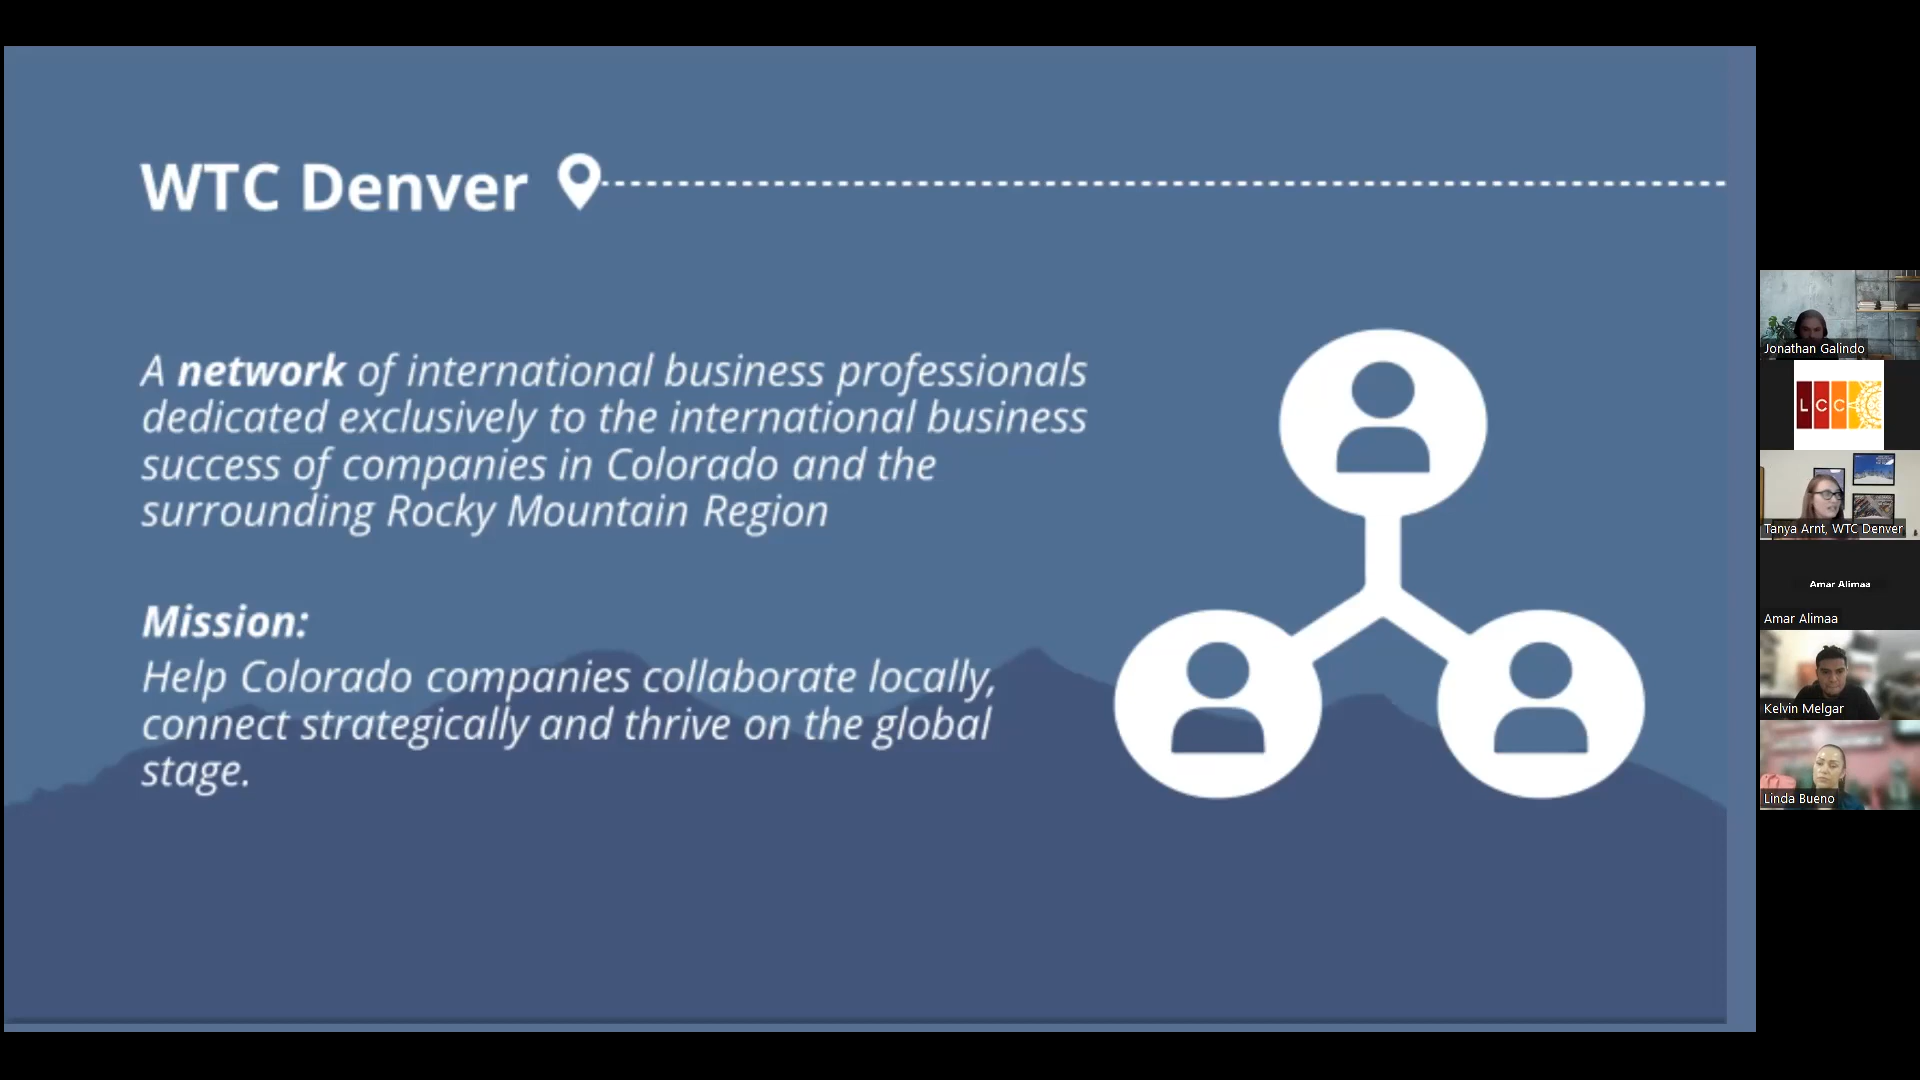 WTC Denver
A network of international business professionals
dedicated exclusively to the international business
success of companies in Colorado and the
surrounding Rocky Mountain Region
Mission:
Help Colorado companies collaborate locally,
connect strategically and thrive on the global
stage.
Jonathan Galindo
LCC
Tanya Arnt, WTC Denver
Amar Alimaa
Amar Alimaa
Kelvin Melgar
Linda Bueno